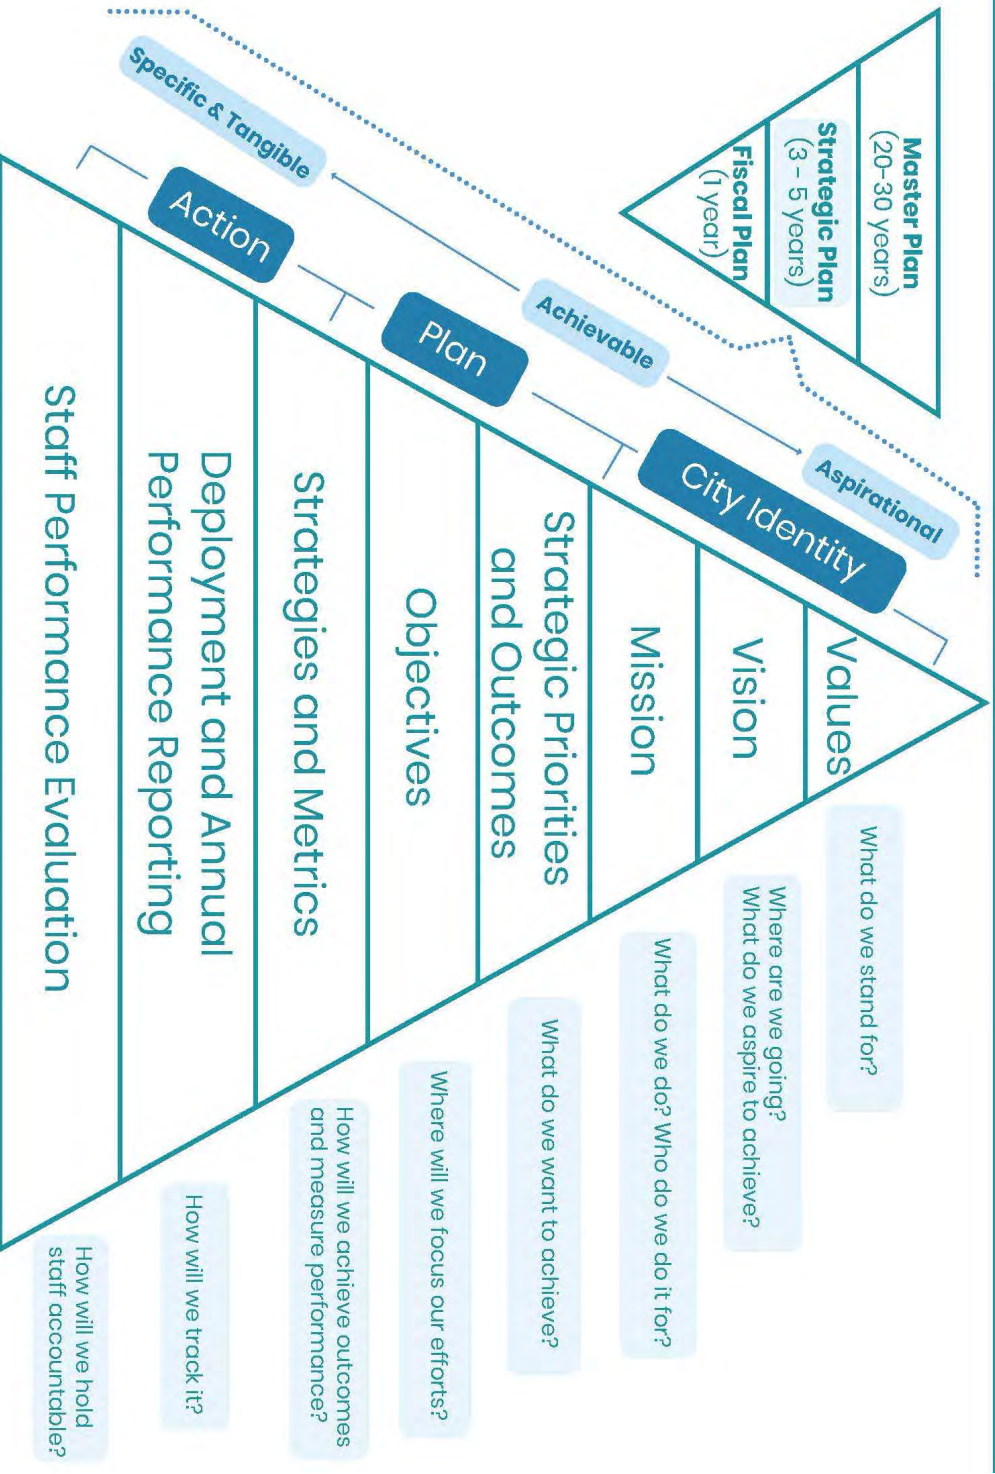 Master Plan
(20-30 years)
Strategic Plan
(3 - 5 years)
Fiscal Plan
(1 year)
Aspirational
Achievable
Specific & Tangible
City Identity
Plan
Action
Values
What do we stand for?
Vision
Where are we going?
What do we aspire to achieve?
Mission
What do we do? Who do we do it for?
Strategic Priorities
and Outcomes
What do we want to achieve?
Objectives
Where will we focus our efforts?
Strategies and Metrics
How will we achieve outcomes
and measure performance?
Deployment and Annual
Performance Reporting
How will we track it?
Staff Performance Evaluation
How will we hold
staff accountable?